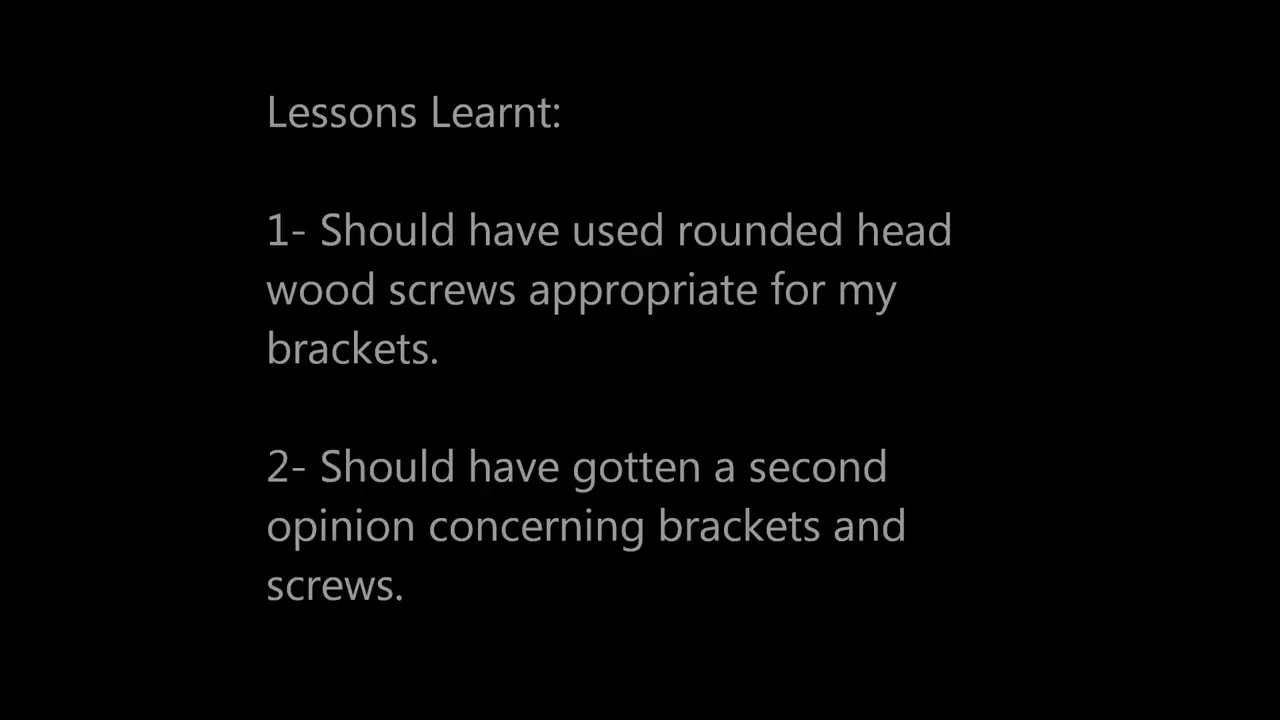 Lessons Learnt:
1- Should have used rounded head
wood screws appropriate for my
brackets.
2- Should have gotten a second
opinion concerning brackets and
screws.